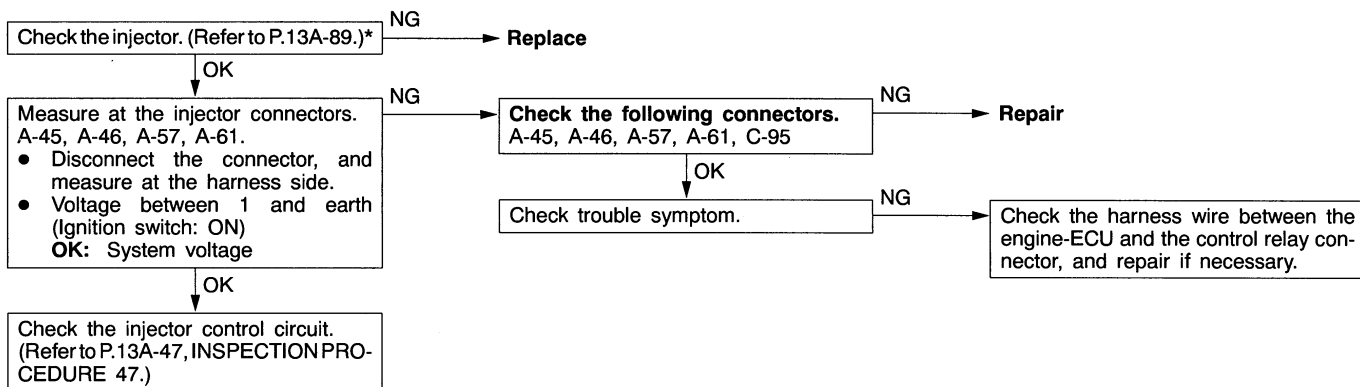 Check the injector. (Refer to P.13A-89.)*
NG
Replace
OK
Measure at the injector connectors.
A-45, A-46, A-57, A-61.
● Disconnect the connector, and
measure at the harness side.
● Voltage between 1 and earth
(Ignition switch: ON)
OK: System voltage
NG
Check the following connectors.
A-45, A-46, A-57, A-61, C-95
NG
Repair
OK
Check trouble symptom.
NG
Check the harness wire between the
engine-ECU and the control relay con-
nector, and repair if necessary.
OK
Check the injector control circuit.
(Refer to P.13A-47, INSPECTION PRO-
CEDURE 47.)